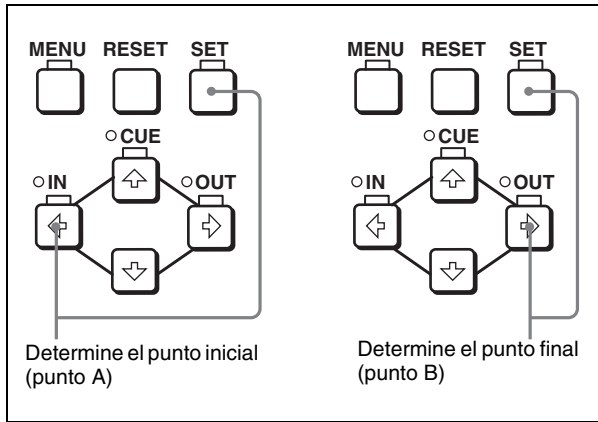 MENU RESET SET
CUE
IN OUT
Determine el punto inicial
(punto A)
MENU RESET SET
CUE
IN OUT
Determine el punto final
(punto B)